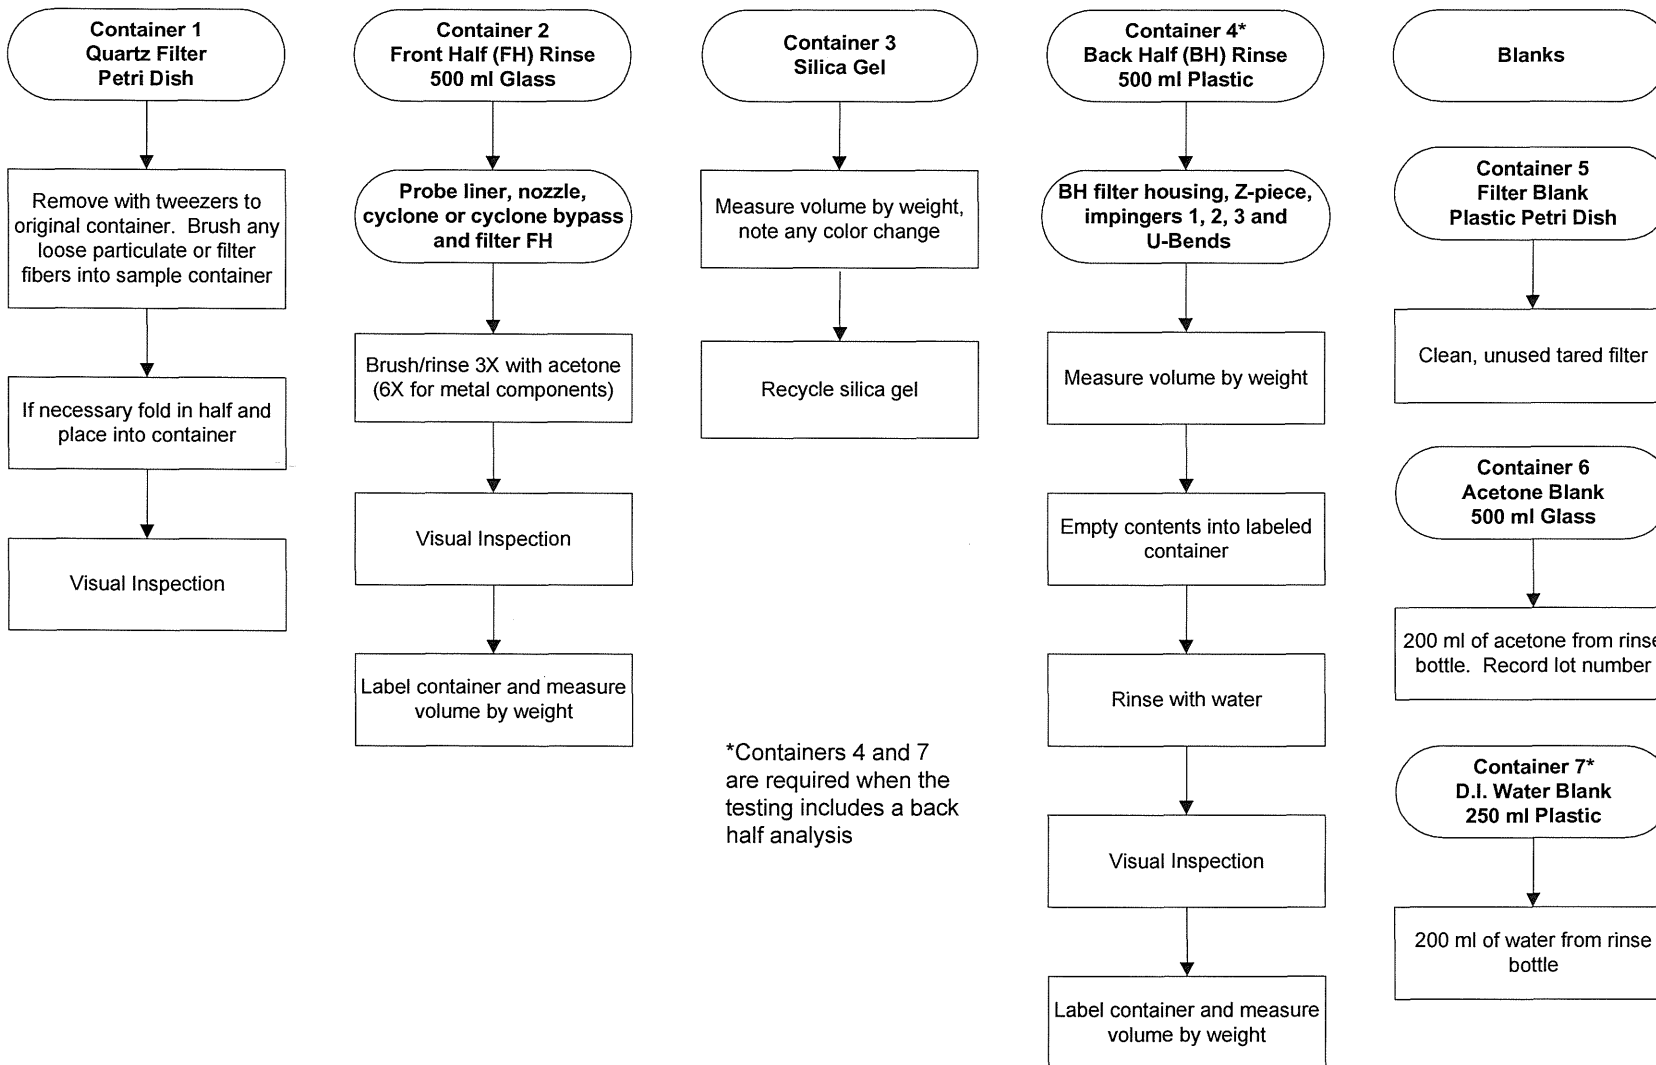 Container 1
Quartz Filter
Petri Dish
Remove with tweezers to
original container. Brush any
loose particulate or filter
fibers into sample container
If necessary fold in half and
place into container
Visual Inspection
Container 2
Front Half (FH) Rinse
500 ml Glass
Probe liner, nozzle,
cyclone or cyclone bypass
and filter FH
Brush/rinse 3X with acetone
(6X for metal components)
Visual Inspection
Label container and measure
volume by weight
Container 3
Silica Gel
Measure volume by weight,
note any color change
Recycle silica gel
*Containers 4 and 7
are required when the
testing includes a back
half analysis
Container 4*
Back Half (BH) Rinse
500 ml Plastic
BH filter housing, Z-piece,
impingers 1, 2, 3 and
U-Bends
Measure volume by weight
Empty contents into labeled
container
Rinse with water
Visual Inspection
Label container and measure
volume by weight
Blanks
Container 5
Filter Blank
Plastic Petri Dish
Clean, unused tared filter
Container 6
Acetone Blank
500 ml Glass
200 ml of acetone from rinse
bottle. Record lot number
Container 7*
D.I. Water Blank
250 ml Plastic
200 ml of water from rinse
bottle